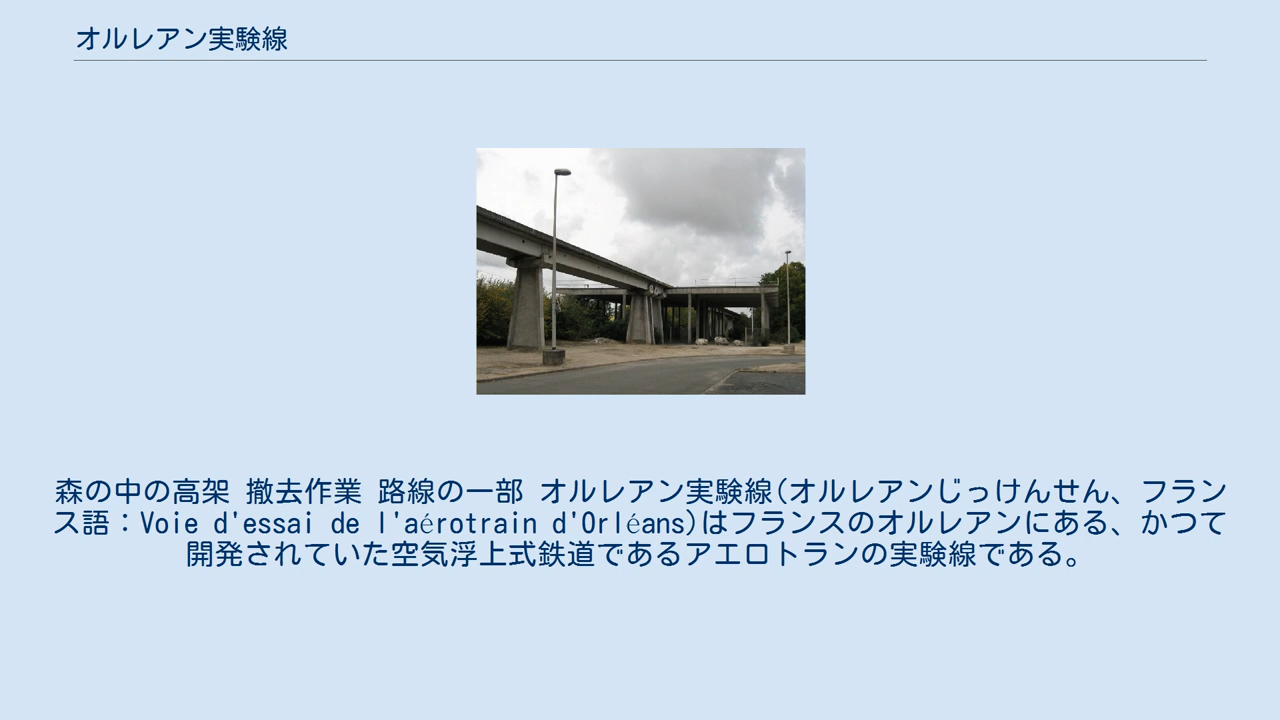 オルレアン実験線
森の中の高架 撤去作業 路線の一部 オルレアン実験線(オルレアンじっけんせん、フラン
ス語：Voie d'essai de l'aérotrain d'Orléans)はフランスのオルレアンにある、かつて
開発されていた空気浮上式鉄道であるアエロトランの実験線である。